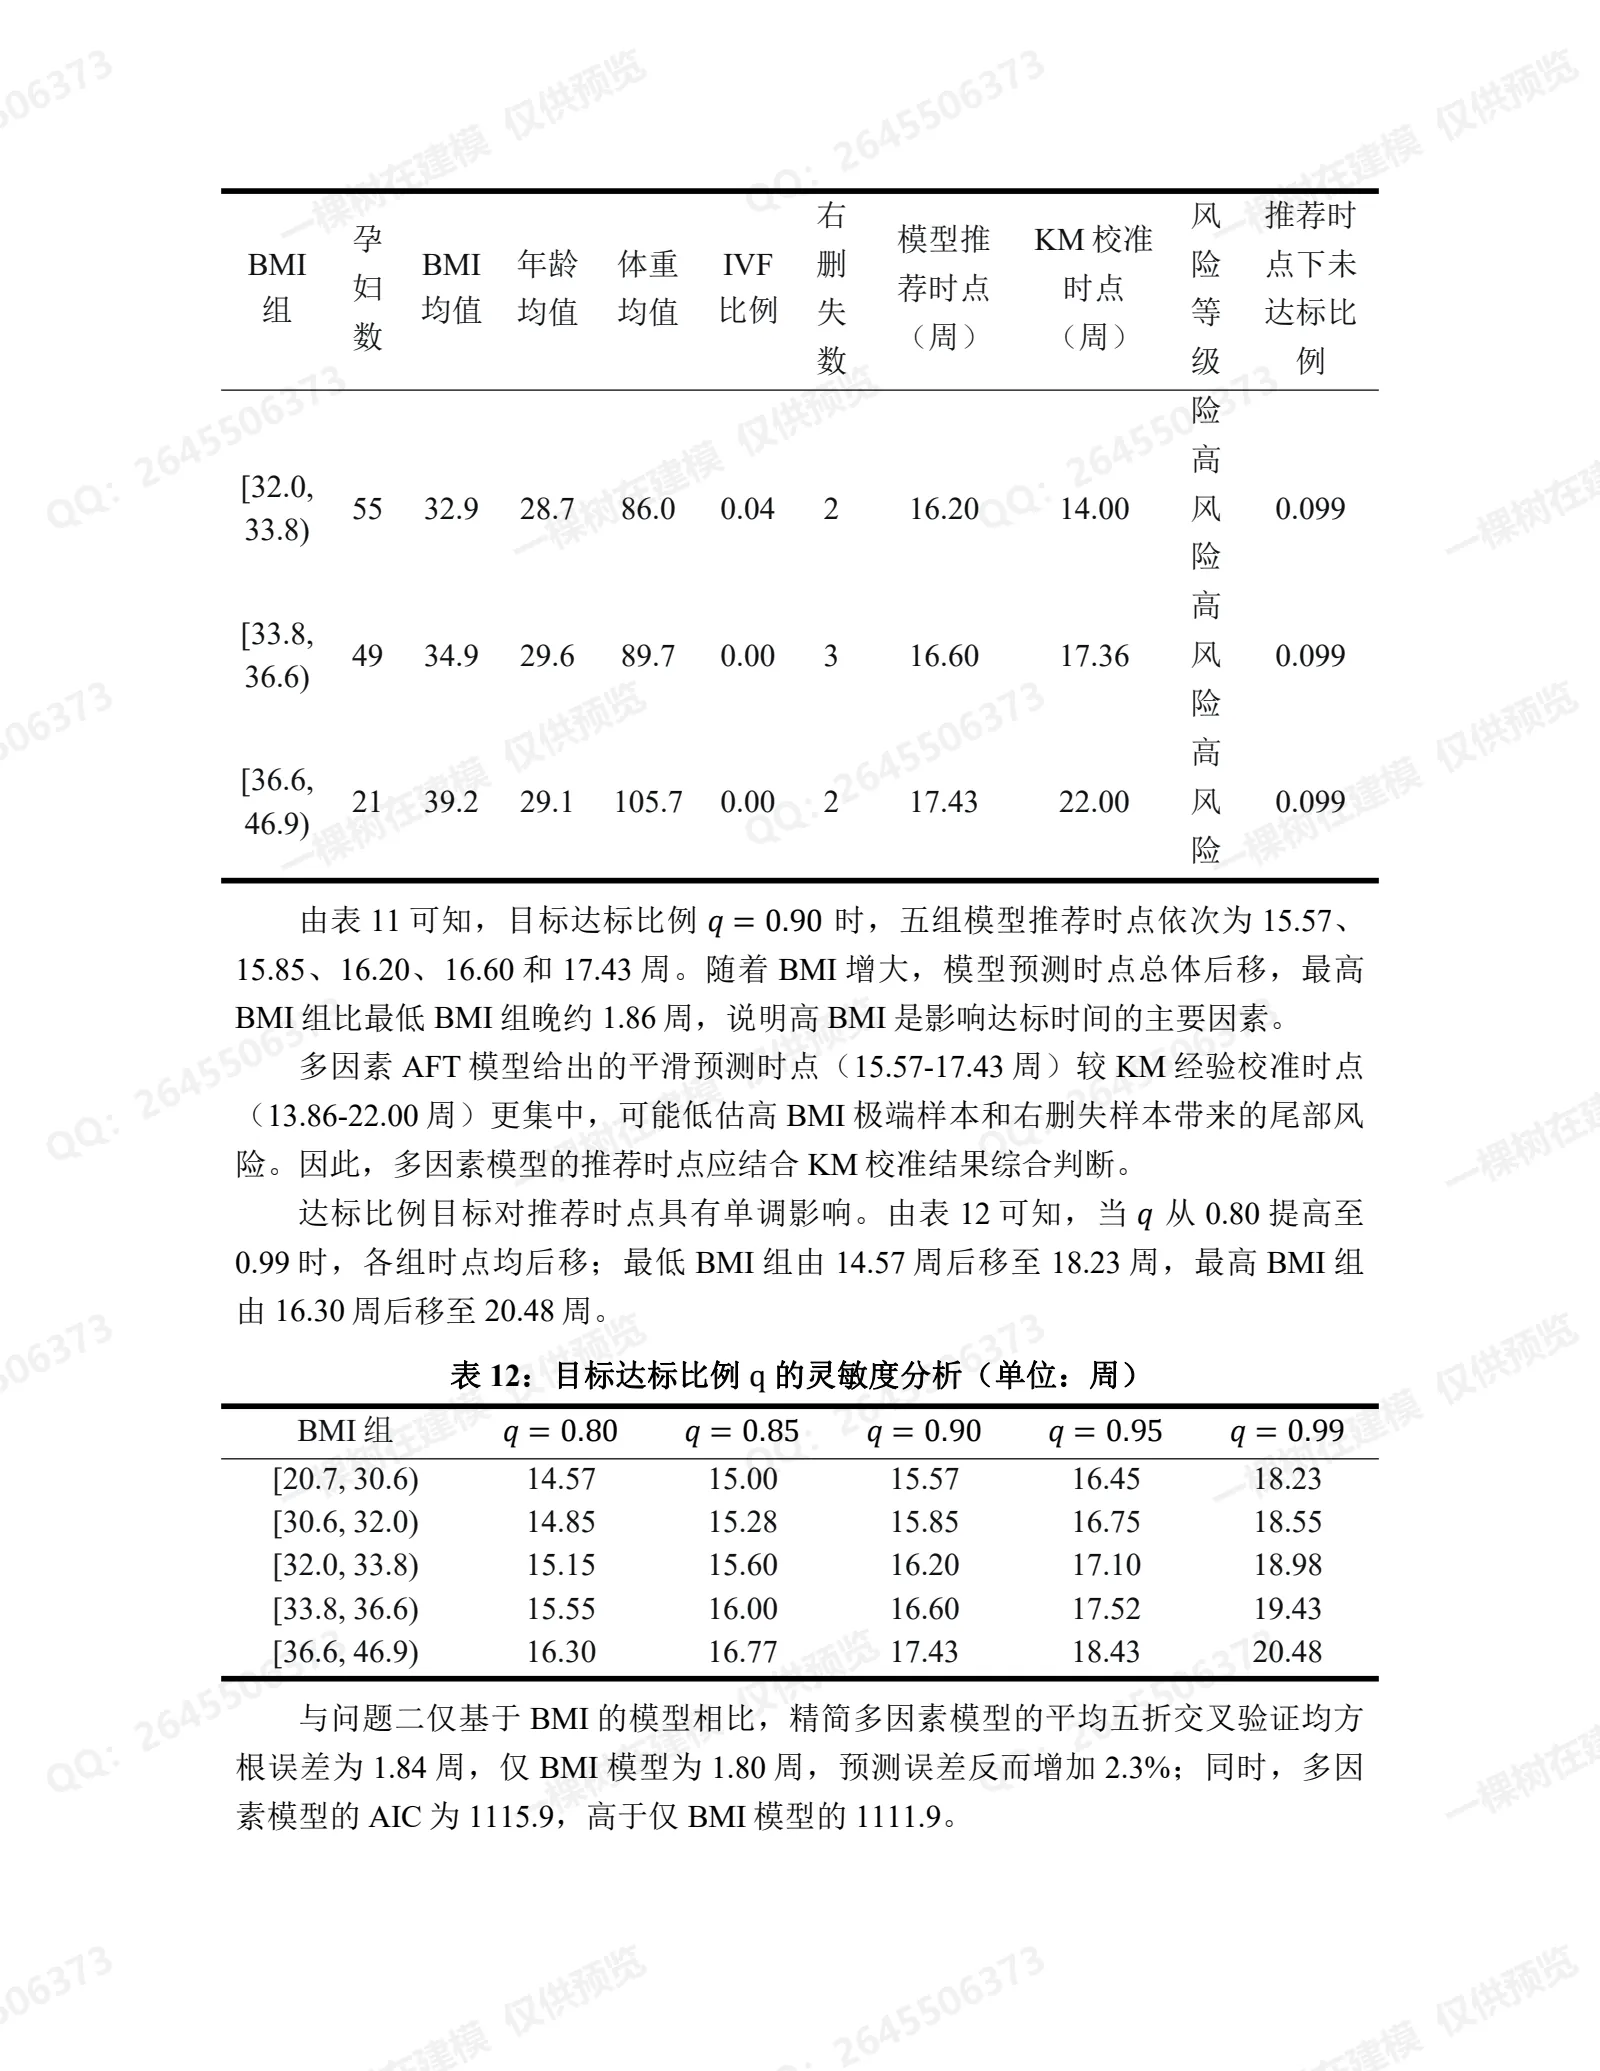 BMI 组 孕妇数 BMI 均值 年龄均值 体重均值 IVF 比例 右删失数 模型推荐时点（周） KM 校准时点（周） 风险等级 推荐时点下未达标比例
险
[32.0, 33.8) 55 32.9 28.7 86.0 0.04 2 16.20 14.00 高风险 0.099
[33.8, 36.6) 49 34.9 29.6 89.7 0.00 3 16.60 17.36 高风险 0.099
[36.6, 46.9) 21 39.2 29.1 105.7 0.00 2 17.43 22.00 高风险 0.099
由表 11 可知，目标达标比例 q = 0.90 时，五组模型推荐时点依次为 15.57、
15.85、16.20、16.60 和 17.43 周。随着 BMI 增大，模型预测时点总体后移，最高
BMI 组比最低 BMI 组晚约 1.86 周，说明高 BMI 是影响达标时间的主要因素。
多因素 AFT 模型给出的平滑预测时点（15.57-17.43 周）较 KM 经验校准时点
（13.86-22.00 周）更集中，可能低估高 BMI 极端样本和右删失样本带来的尾部风
险。因此，多因素模型的推荐时点应结合 KM 校准结果综合判断。
达标比例目标对推荐时点具有单调影响。由表 12 可知，当 q 从 0.80 提高至
0.99 时，各组时点均后移；最低 BMI 组由 14.57 周后移至 18.23 周，最高 BMI 组
由 16.30 周后移至 20.48 周。
表 12：目标达标比例 q 的灵敏度分析（单位：周）
BMI 组 q = 0.80 q = 0.85 q = 0.90 q = 0.95 q = 0.99
[20.7, 30.6) 14.57 15.00 15.57 16.45 18.23
[30.6, 32.0) 14.85 15.28 15.85 16.75 18.55
[32.0, 33.8) 15.15 15.60 16.20 17.10 18.98
[33.8, 36.6) 15.55 16.00 16.60 17.52 19.43
[36.6, 46.9) 16.30 16.77 17.43 18.43 20.48
与问题二仅基于 BMI 的模型相比，精简多因素模型的平均五折交叉验证均方
根误差为 1.84 周，仅 BMI 模型为 1.80 周，预测误差反而增加 2.3%；同时，多因
素模型的 AIC 为 1115.9，高于仅 BMI 模型的 1111.9。
一棵树在建模 仅供预览
QQ：2645506373